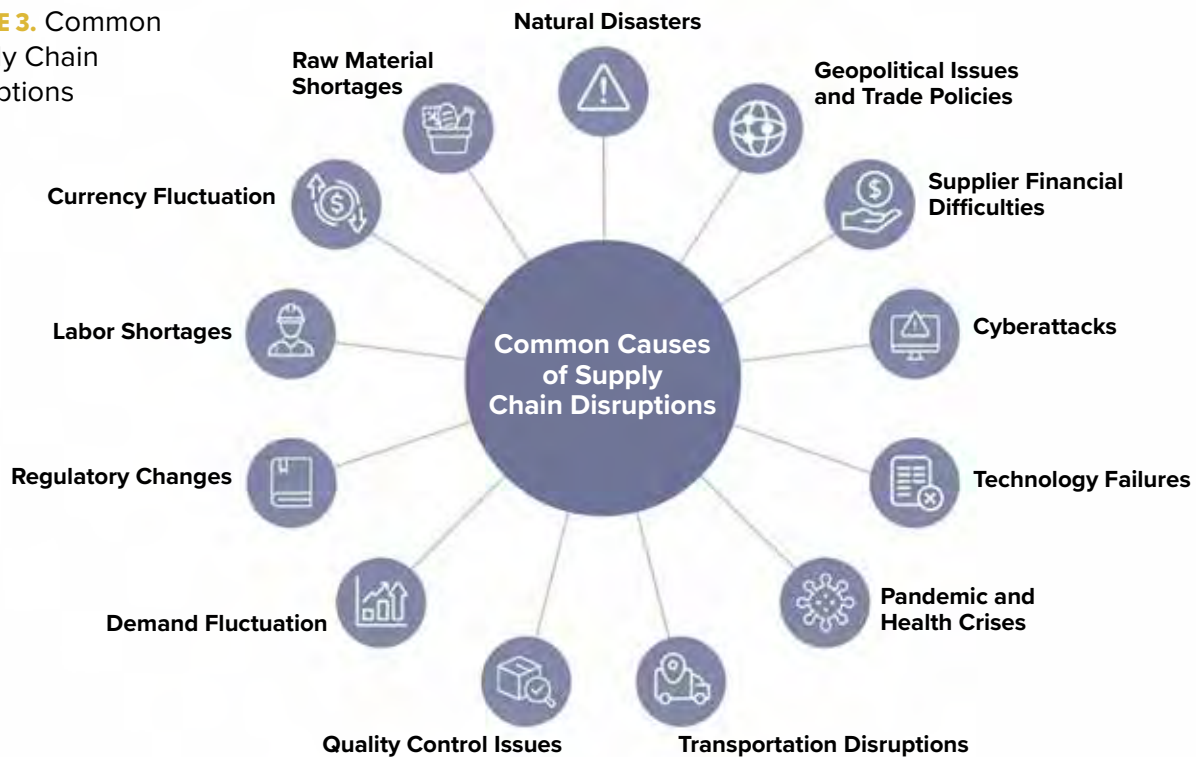 E 3. Common
ly Chain
ptions
Natural Disasters
Geopolitical Issues
and Trade Policies
Supplier Financial
Difficulties
Cyberattacks
Technology Failures
Pandemic and
Health Crises
Transportation Disruptions
Quality Control Issues
Demand Fluctuation
Regulatory Changes
Labor Shortages
Currency Fluctuation
Raw Material
Shortages
Common Causes
of Supply
Chain Disruptions